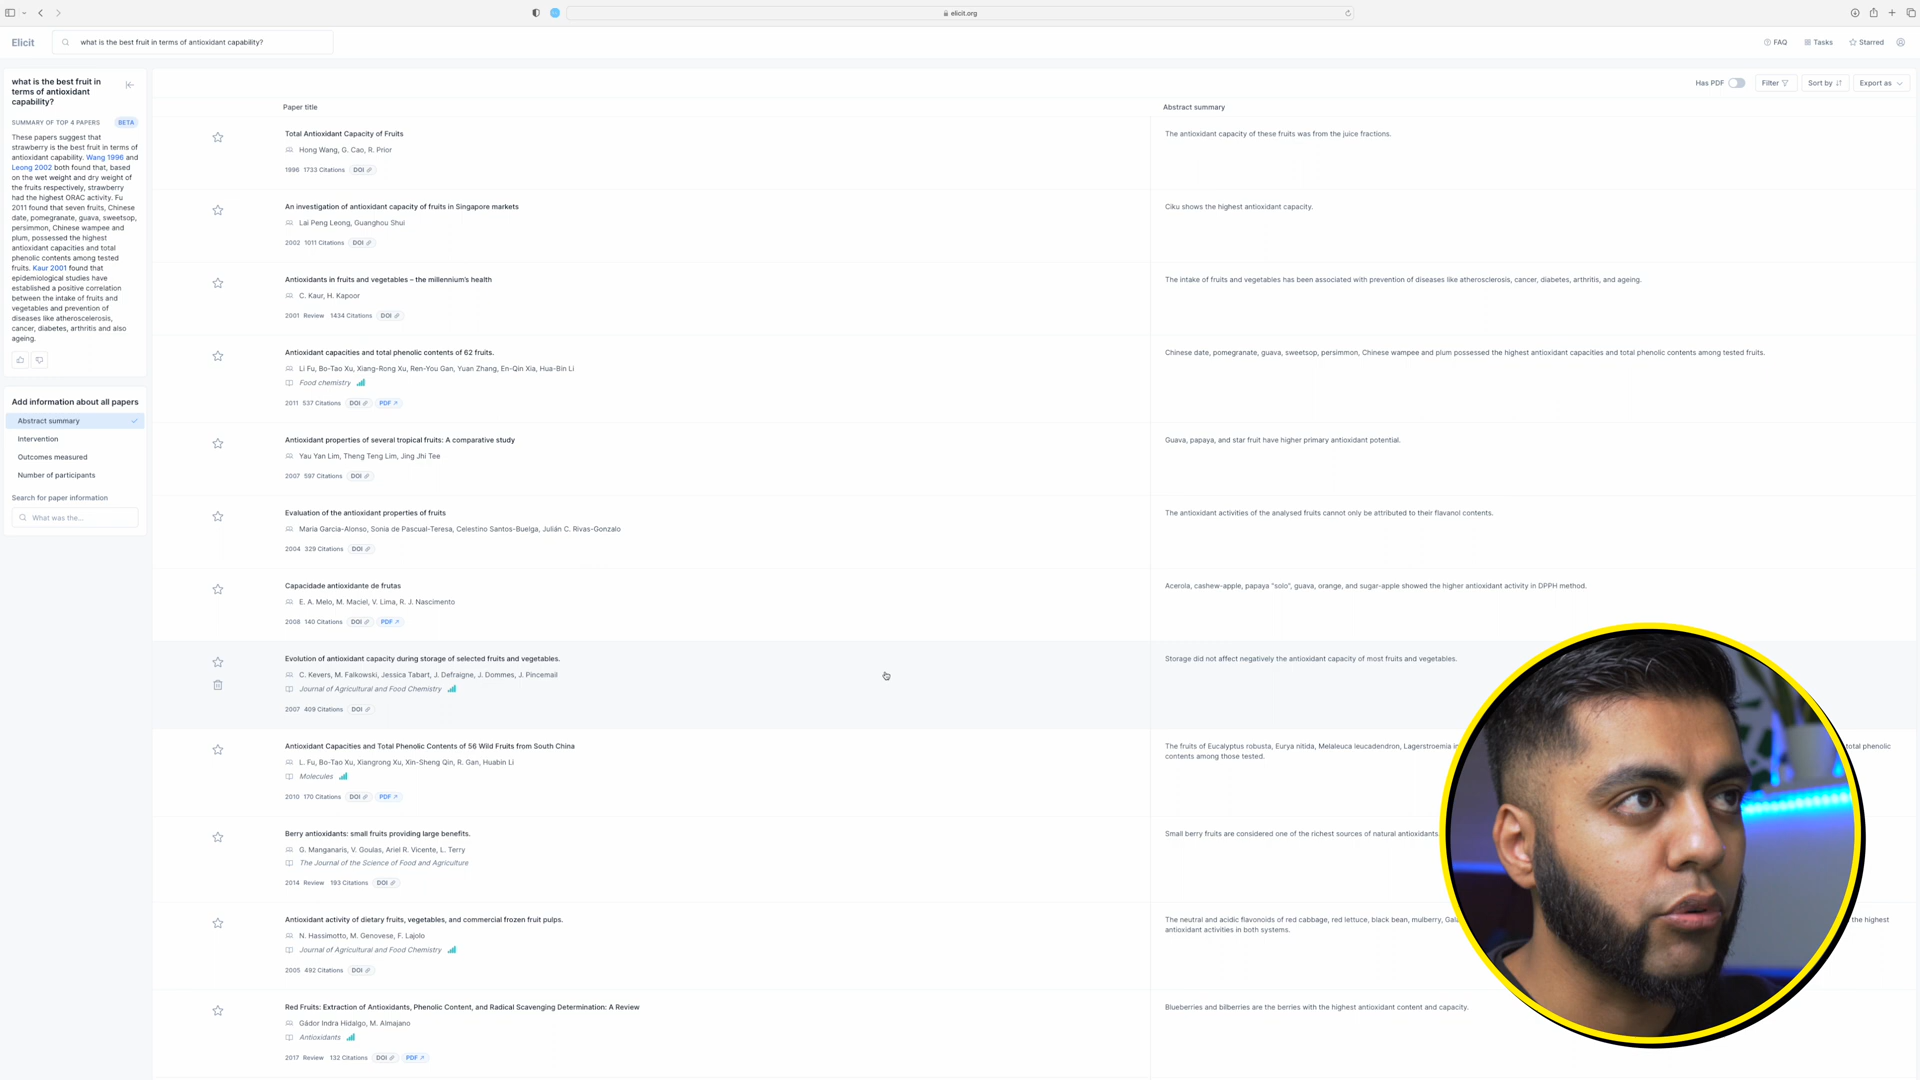 elicit.org
Elicit
what is the best fruit in terms of antioxidant capability?
FAQ
Tasks
Starred
what is the best fruit in
terms of antioxidant
capability?
SUMMARY OF TOP 4 PAPERS BETA
These papers suggest that
strawberry is the best fruit in terms of
antioxidant capability. Wang 1996 and
Leong 2002 both found that, based
on the wet weight and dry weight of
the fruits respectively, strawberry
had the highest ORAC activity. Fu
2011 found that seven fruits, Chinese
date, pomegranate, guava, sweetsop,
persimmon, Chinese wampee and
plum, possessed the highest
antioxidant capacities and total
phenolic contents among tested
fruits. Kaur 2001 found that
epidemiological studies have
established a positive correlation
between the intake of fruits and
vegetables and prevention of
diseases like atheroscelerosis,
cancer, diabetes, arthritis and also
ageing.
Add information about all papers
Abstract summary
Intervention
Outcomes measured
Number of participants
Search for paper information
What was the...
Has PDF
Filter
Sort by
Export as
Paper title
Abstract summary
Total Antioxidant Capacity of Fruits
Hong Wang, G. Cao, R. Prior
1996 1733 Citations DOI
The antioxidant capacity of these fruits was from the juice fractions.
An investigation of antioxidant capacity of fruits in Singapore markets
Lai Peng Leong, Guanghou Shui
2002 1011 Citations DOI
Ciku shows the highest antioxidant capacity.
Antioxidants in fruits and vegetables – the millennium's health
C. Kaur, H. Kapoor
2001 Review 1434 Citations DOI
The intake of fruits and vegetables has been associated with prevention of diseases like atherosclerosis, cancer, diabetes, arthritis, and ageing.
Antioxidant capacities and total phenolic contents of 62 fruits.
Li Fu, Bo-Tao Xu, Xiang-Rong Xu, Ren-You Gan, Yuan Zhang, En-Qin Xia, Hua-Bin Li
Food chemistry
2011 537 Citations DOI PDF
Chinese date, pomegranate, guava, sweetsop, persimmon, Chinese wampee and plum possessed the highest antioxidant capacities and total phenolic contents among tested fruits.
Antioxidant properties of several tropical fruits: A comparative study
Yau Yan Lim, Theng Teng Lim, Jing Jhi Tee
2007 597 Citations DOI
Guava, papaya, and star fruit have higher primary antioxidant potential.
Evaluation of the antioxidant properties of fruits
Maria Garcia-Alonso, Sonia de Pascual-Teresa, Celestino Santos-Buelga, Julián C. Rivas-Gonzalo
2004 329 Citations DOI
The antioxidant activities of the analysed fruits cannot only be attributed to their flavanol contents.
Capacidade antioxidante de frutas
E. A. Melo, M. Maciel, V. Lima, R. J. Nascimento
2008 140 Citations DOI PDF
Acerola, cashew-apple, papaya "solo", guava, orange, and sugar-apple showed the higher antioxidant activity in DPPH method.
Evolution of antioxidant capacity during storage of selected fruits and vegetables.
C. Kevers, M. Falkowski, Jessica Tabart, J. Defraigne, J. Dommes, J. Pincemail
Journal of Agricultural and Food Chemistry
2007 409 Citations DOI
Storage did not affect negatively the antioxidant capacity of most fruits and vegetables.
Antioxidant Capacities and Total Phenolic Contents of 56 Wild Fruits from South China
L. Fu, Bo-Tao Xu, Xiangrong Xu, Xin-Sheng Qin, R. Gan, Huabin Li
Molecules
2010 170 Citations DOI PDF
The fruits of Eucalyptus robusta, Eurya nitida, Melaleuca leucadendron, Lagerstroemia in total phenolic
contents among those tested.
Berry antioxidants: small fruits providing large benefits.
G. Manganaris, V. Goulas, Ariel R. Vicente, L. Terry
The Journal of the Science of Food and Agriculture
2014 Review 193 Citations DOI
Small berry fruits are considered one of the richest sources of natural antioxidants
Antioxidant activity of dietary fruits, vegetables, and commercial frozen fruit pulps.
N. Hassimotto, M. Genovese, F. Lajolo
Journal of Agricultural and Food Chemistry
2005 492 Citations DOI
The neutral and acidic flavonoids of red cabbage, red lettuce, black bean, mulberry, Gal the highest
antioxidant activities in both systems.
Red Fruits: Extraction of Antioxidants, Phenolic Content, and Radical Scavenging Determination: A Review
Gádor Indra Hidalgo, M. Almajano
Antioxidants
2017 Review 132 Citations DOI PDF
Blueberries and bilberries are the berries with the highest antioxidant content and capacity.